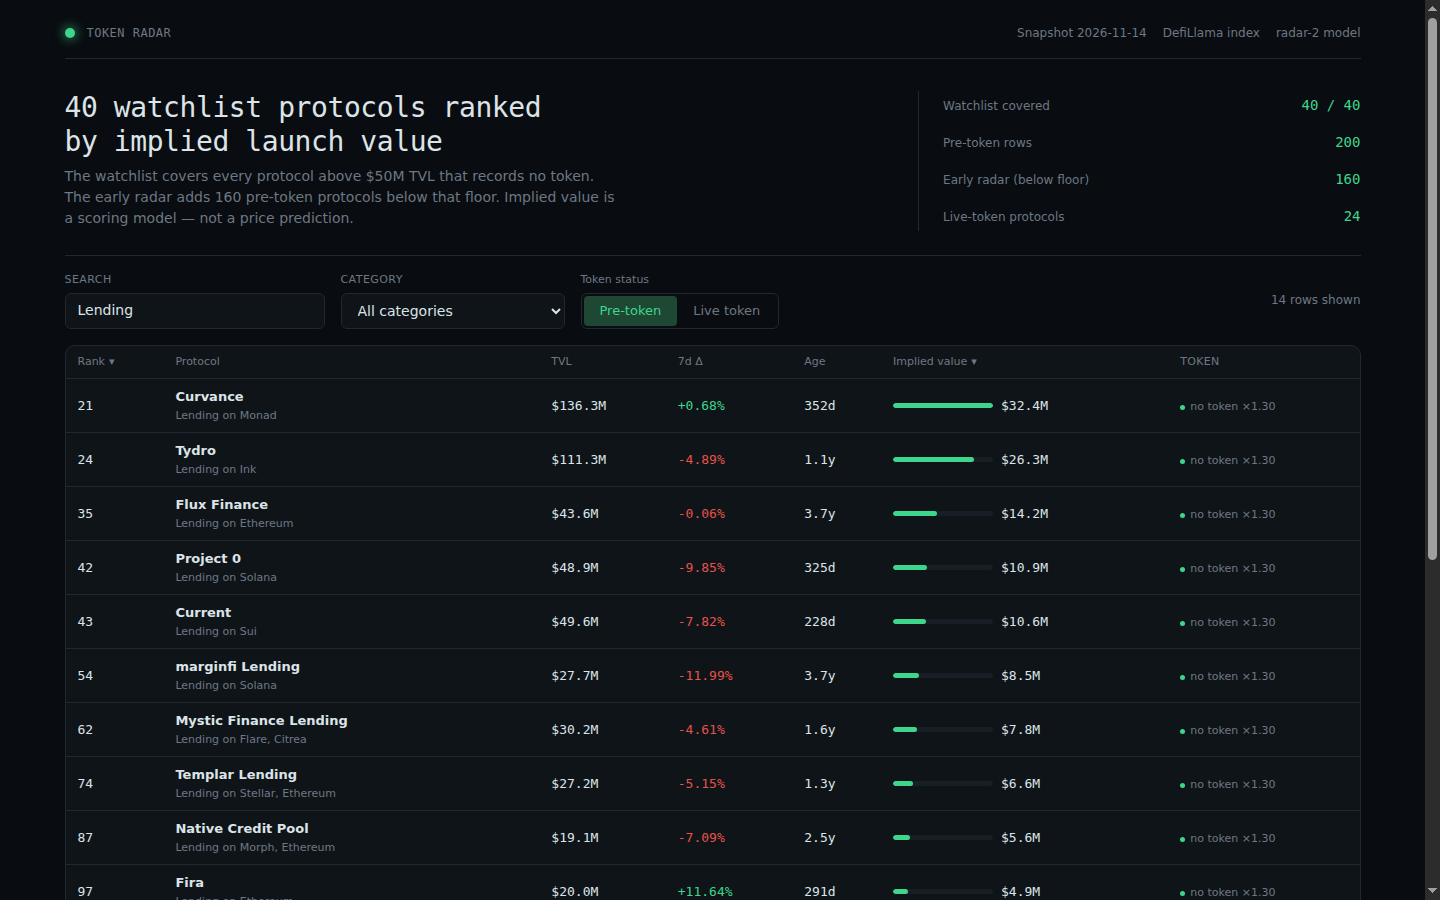 TOKEN RADAR
Snapshot 2026-11-14 DefiLlama index radar-2 model
40 watchlist protocols ranked
by implied launch value
The watchlist covers every protocol above $50M TVL that records no token.
The early radar adds 160 pre-token protocols below that floor. Implied value is
a scoring model — not a price prediction.
Watchlist covered 40 / 40
Pre-token rows 200
Early radar (below floor) 160
Live-token protocols 24
SEARCH CATEGORY Token status
Lending All categories Pre-token Live token 14 rows shown
Rank ▾ Protocol TVL 7d Δ Age Implied value ▾ TOKEN
21 Curvance $136.3M +0.68% 352d $32.4M no token ×1.30
Lending on Monad
24 Tydro $111.3M -4.89% 1.1y $26.3M no token ×1.30
Lending on Ink
35 Flux Finance $43.6M -0.06% 3.7y $14.2M no token ×1.30
Lending on Ethereum
42 Project 0 $48.9M -9.85% 325d $10.9M no token ×1.30
Lending on Solana
43 Current $49.6M -7.82% 228d $10.6M no token ×1.30
Lending on Sui
54 marginfi Lending $27.7M -11.99% 3.7y $8.5M no token ×1.30
Lending on Solana
62 Mystic Finance Lending $30.2M -4.61% 1.6y $7.8M no token ×1.30
Lending on Flare, Citrea
74 Templar Lending $27.2M -5.15% 1.3y $6.6M no token ×1.30
Lending on Stellar, Ethereum
87 Native Credit Pool $19.1M -7.09% 2.5y $5.6M no token ×1.30
Lending on Morph, Ethereum
97 Fira $20.0M +11.64% 291d $4.9M no token ×1.30
Lending on Ethereum